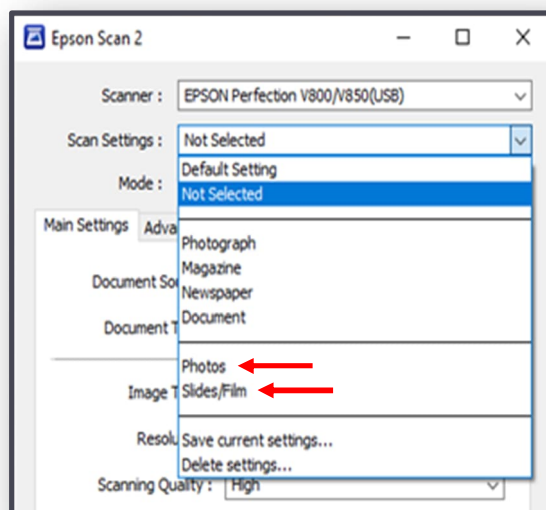 Epson Scan 2
Scanner : EPSON Perfection V800/V850(USB)
Scan Settings : Not Selected
Default Setting
Mode :
Not Selected
Main Settings
Photograph
Magazine
Newspaper
Document
Photos
Slides/Film
Save current settings...
Delete settings...
Scanning Quality : High